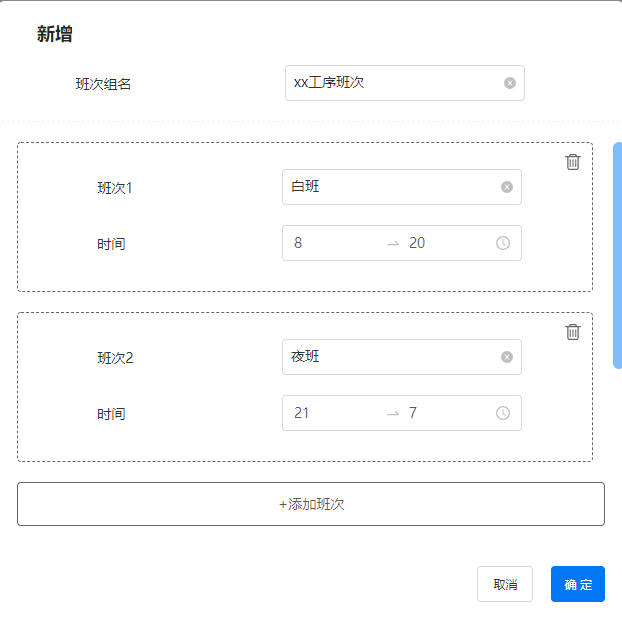 新增
班次组名 xx工序班次
班次1 白班
时间 8 → 20
班次2 夜班
时间 21 → 7
+添加班次
取消 确定